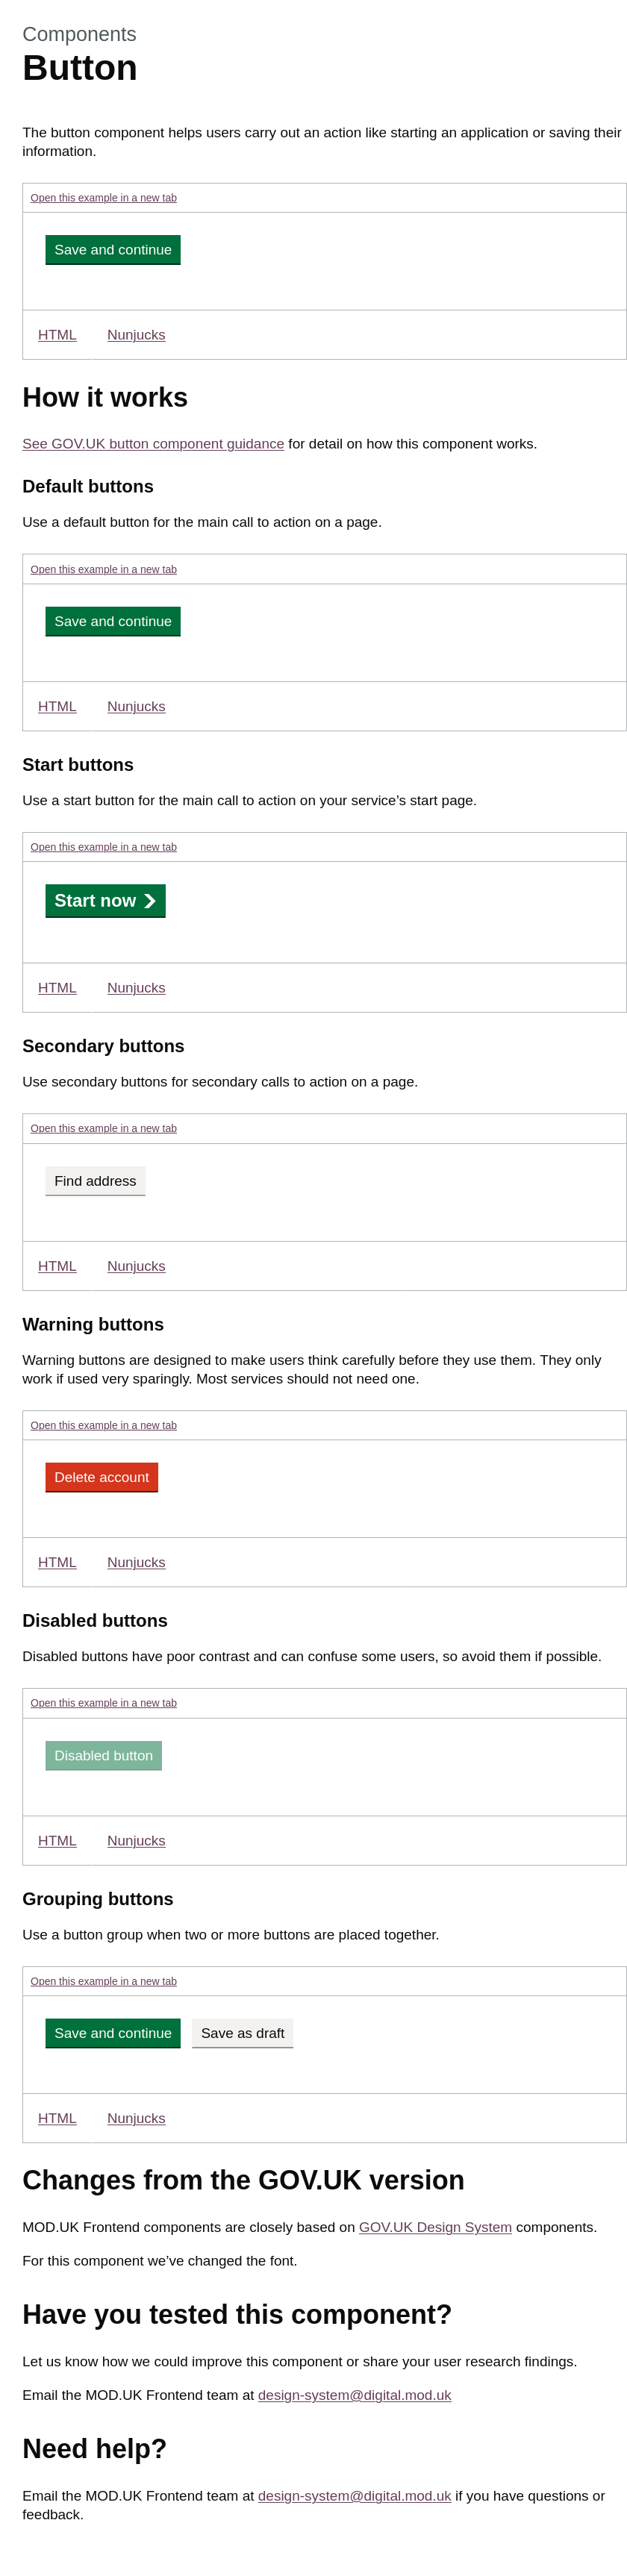 Components
Button
The button component helps users carry out an action like starting an application or saving their
information.
Open this example in a new tab
Save and continue
HTML Nunjucks
How it works
See GOV.UK button component guidance for detail on how this component works.
Default buttons
Use a default button for the main call to action on a page.
Open this example in a new tab
Save and continue
HTML Nunjucks
Start buttons
Use a start button for the main call to action on your service’s start page.
Open this example in a new tab
Start now
HTML Nunjucks
Secondary buttons
Use secondary buttons for secondary calls to action on a page.
Open this example in a new tab
Find address
HTML Nunjucks
Warning buttons
Warning buttons are designed to make users think carefully before they use them. They only
work if used very sparingly. Most services should not need one.
Open this example in a new tab
Delete account
HTML Nunjucks
Disabled buttons
Disabled buttons have poor contrast and can confuse some users, so avoid them if possible.
Open this example in a new tab
Disabled button
HTML Nunjucks
Grouping buttons
Use a button group when two or more buttons are placed together.
Open this example in a new tab
Save and continue Save as draft
HTML Nunjucks
Changes from the GOV.UK version
MOD.UK Frontend components are closely based on GOV.UK Design System components.
For this component we’ve changed the font.
Have you tested this component?
Let us know how we could improve this component or share your user research findings.
Email the MOD.UK Frontend team at design-system@digital.mod.uk
Need help?
Email the MOD.UK Frontend team at design-system@digital.mod.uk if you have questions or
feedback.